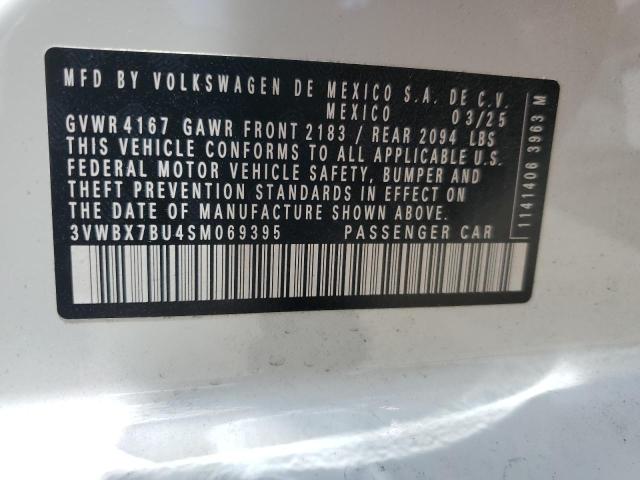 MFD BY VOLKSWAGEN DE MEXICO S.A. DE C.V.
MEXICO 03/25
GVWR 4167 GAWR FRONT 2183 / REAR 2094 LBS
THIS VEHICLE CONFORMS TO ALL APPLICABLE U.S.
FEDERAL MOTOR VEHICLE SAFETY, BUMPER AND
THEFT PREVENTION STANDARDS IN EFFECT ON
THE DATE OF MANUFACTURE SHOWN ABOVE.
3VWBX7BU4SM069395 PASSENGER CAR
1141406 3963 M